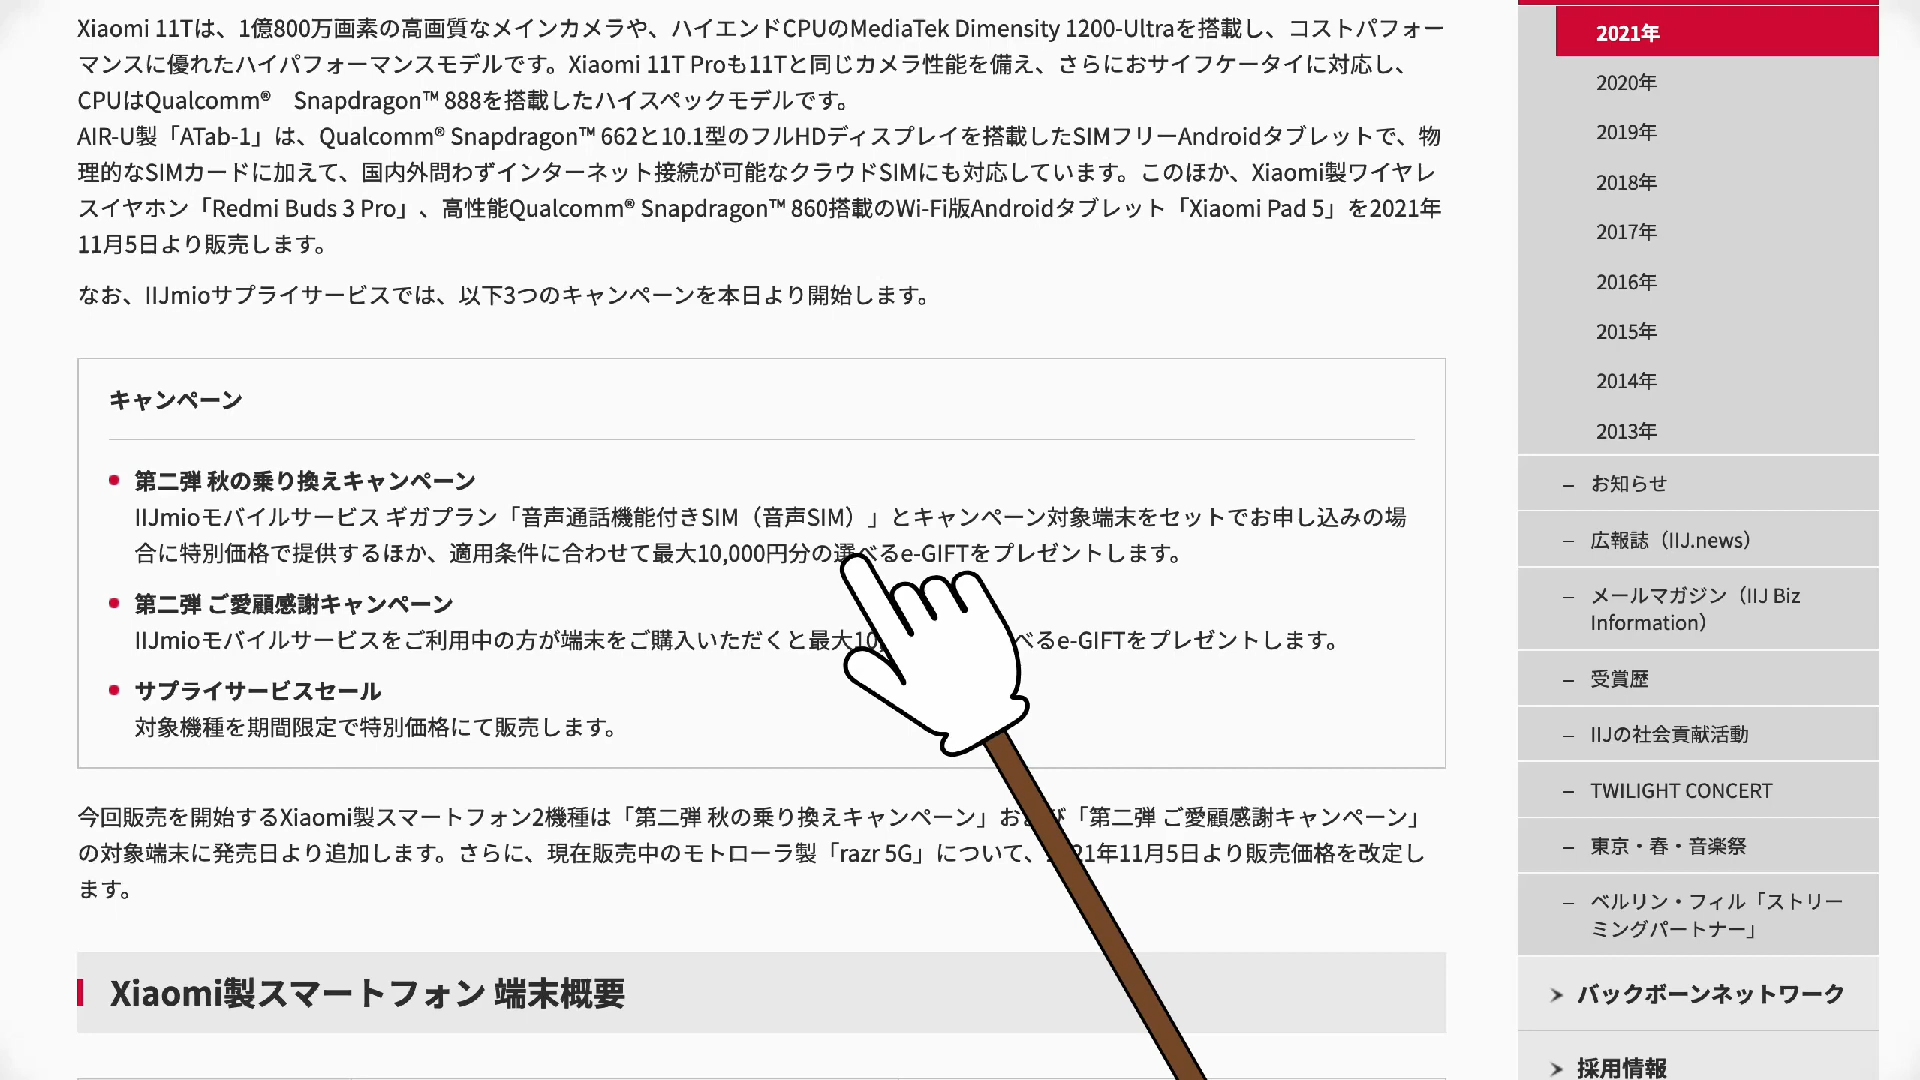 Xiaomi 11Tは、1億800万画素の高画質なメインカメラや、ハイエンドCPUのMediaTek Dimensity 1200-Ultraを搭載し、コストパフォー
マンスに優れたハイパフォーマンスモデルです。Xiaomi 11T Proも11Tと同じカメラ性能を備え、さらにおサイフケータイに対応し、
CPUはQualcomm® Snapdragon™ 888を搭載したハイスペックモデルです。
AIR-U製「ATab-1」は、Qualcomm® Snapdragon™ 662と10.1型のフルHDディスプレイを搭載したSIMフリーAndroidタブレットで、物
理的なSIMカードに加えて、国内外問わずインターネット接続が可能なクラウドSIMにも対応しています。このほか、Xiaomi製ワイヤレ
スイヤホン「Redmi Buds 3 Pro」、高性能Qualcomm® Snapdragon™ 860搭載のWi-Fi版Androidタブレット「Xiaomi Pad 5」を2021年
11月5日より販売します。
なお、IIJmioサプライサービスでは、以下3つのキャンペーンを本日より開始します。
キャンペーン
第二弾 秋の乗り換えキャンペーン
IIJmioモバイルサービス ギガプラン「音声通話機能付きSIM（音声SIM）」とキャンペーン対象端末をセットでお申し込みの場
合に特別価格で提供するほか、適用条件に合わせて最大10,000円分の選べるe-GIFTをプレゼントします。
第二弾 ご愛顧感謝キャンペーン
IIJmioモバイルサービスをご利用中の方が端末をご購入いただくと最大10 べるe-GIFTをプレゼントします。
サプライサービスセール
対象機種を期間限定で特別価格にて販売します。
今回販売を開始するXiaomi製スマートフォン2機種は「第二弾 秋の乗り換えキャンペーン」および「第二弾 ご愛顧感謝キャンペーン」
の対象端末に発売日より追加します。さらに、現在販売中のモトローラ製「razr 5G」について、2021年11月5日より販売価格を改定し
ます。
Xiaomi製スマートフォン 端末概要
2021年
2020年
2019年
2018年
2017年
2016年
2015年
2014年
2013年
– お知らせ
– 広報誌（IIJ.news）
– メールマガジン（IIJ Biz
Information）
– 受賞歴
– IIJの社会貢献活動
– TWILIGHT CONCERT
– 東京・春・音楽祭
– ベルリン・フィル「ストリー
ミングパートナー」
バックボーンネットワーク
採用情報